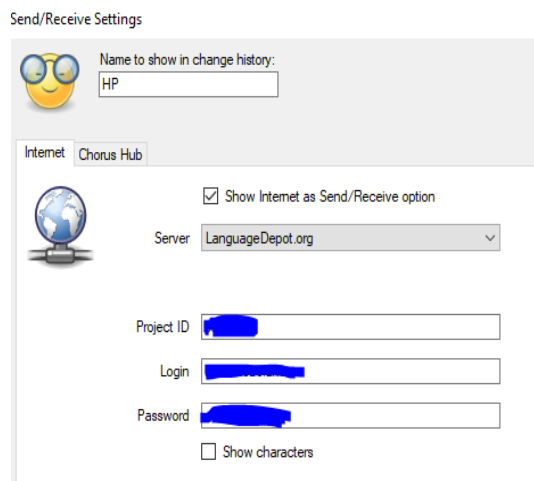 Send/Receive Settings
Name to show in change history:
HP
Internet
Chorus Hub
Show Internet as Send/Receive option
Server
LanguageDepot.org
Project ID
Login
Password
Show characters